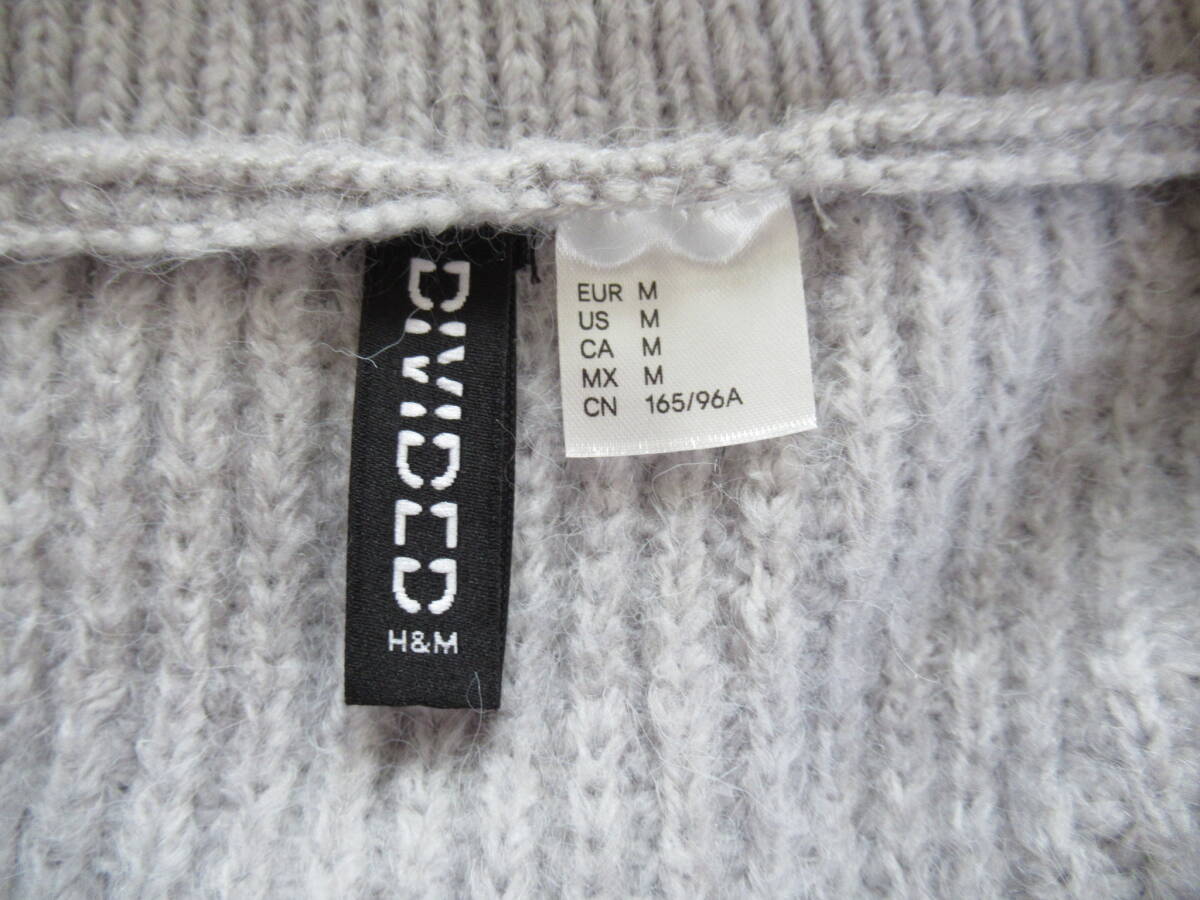 DIVIDED
H&M
EUR M
US M
CA M
MX M
CN 165/96A